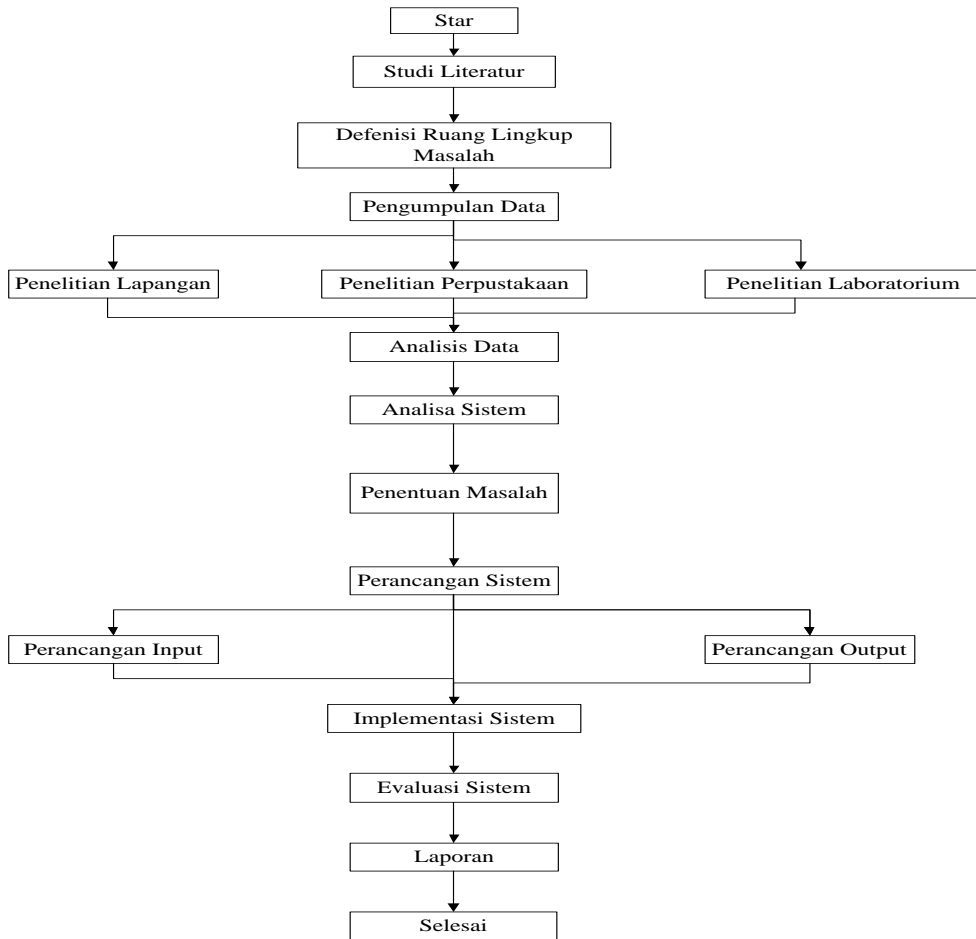 Star
Studi Literatur
Defenisi Ruang Lingkup
Masalah
Pengumpulan Data
Penelitian Lapangan
Penelitian Perpustakaan
Penelitian Laboratorium
Analisis Data
Analisa Sistem
Penentuan Masalah
Perancangan Sistem
Perancangan Input
Perancangan Output
Implementasi Sistem
Evaluasi Sistem
Laporan
Selesai